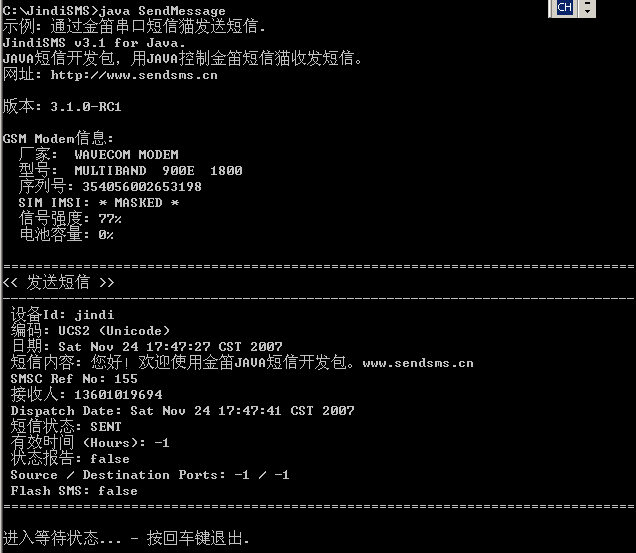 C:\JindiSMS>java SendMessage
CH
示例: 通过金笛串口短信猫发送短信.
JindiSMS v3.1 for Java.
JAVA短信开发包, 用JAVA控制金笛短信猫收发短信。
网址: http://www.sendsms.cn
版本: 3.1.0-RC1
GSM Modem信息:
厂家: WAVECOM MODEM
型号: MULTIBAND 900E 1800
序列号: 354056002653198
SIM IMSI: * MASKED *
信号强度: 77%
电池容量: 0%
===============================================================================
<< 发送短信 >>
-------------------------------------------------------------------------------
设备Id: jindi
编码: UCS2 (Unicode)
日期: Sat Nov 24 17:47:27 CST 2007
短信内容: 您好! 欢迎使用金笛JAVA短信开发包。www.sendsms.cn
SMSC Ref No: 155
接收人: 13601019694
Dispatch Date: Sat Nov 24 17:47:41 CST 2007
短信状态: SENT
有效时间 (Hours): -1
状态报告: false
Source / Destination Ports: -1 / -1
Flash SMS: false
===============================================================================
进入等待状态... - 按回车键退出.